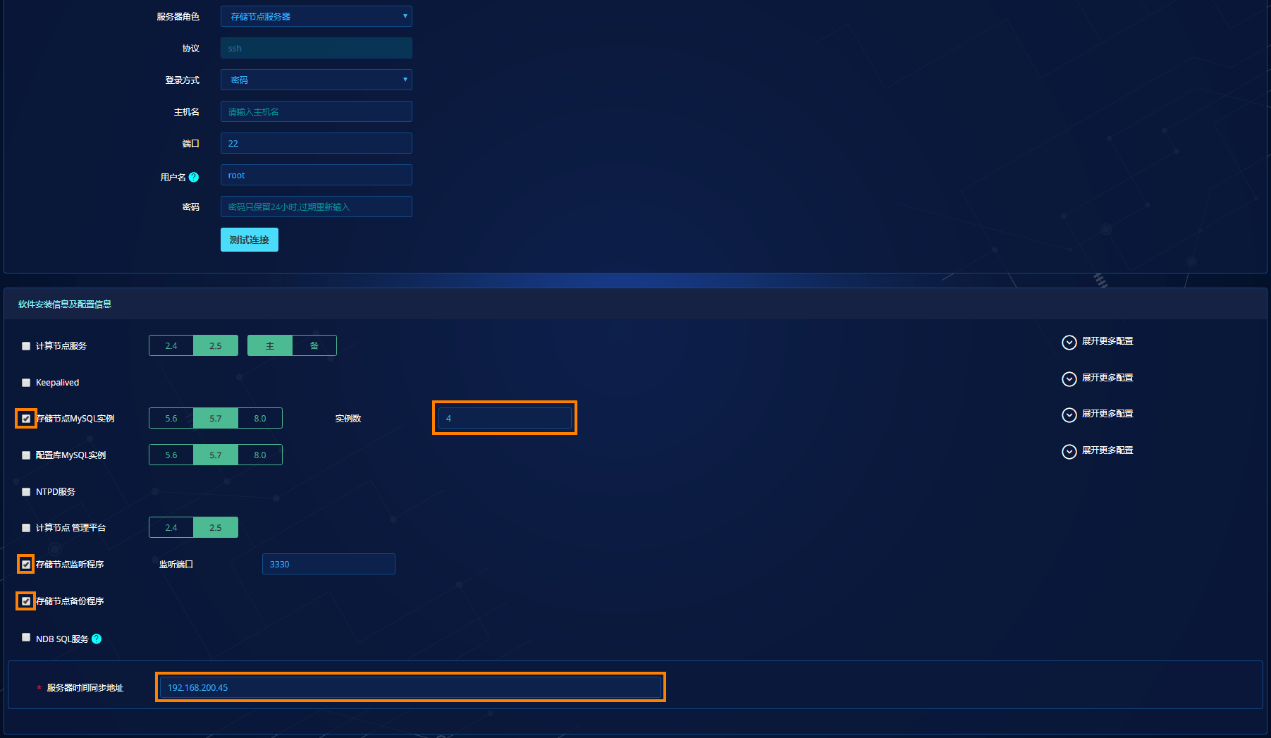 服务器角色 存储节点服务器
协议 ssh
登录方式 密码
主机名 请输入主机名
端口 22
用户名 ? root
密码 密码只保留24小时,过期重新输入
测试连接
软件安装信息及配置信息
计算节点服务 2.4 2.5 主 备 展开更多配置
Keepalived 展开更多配置
存储节点MySQL实例 5.6 5.7 8.0 实例数 4 展开更多配置
配置库MySQL实例 5.6 5.7 8.0 展开更多配置
NTPD服务
计算节点 管理平台 2.4 2.5
存储节点监听程序 监听端口 3330
存储节点备份程序
NDB SQL服务 ?
* 服务器时间同步地址 192.168.200.45